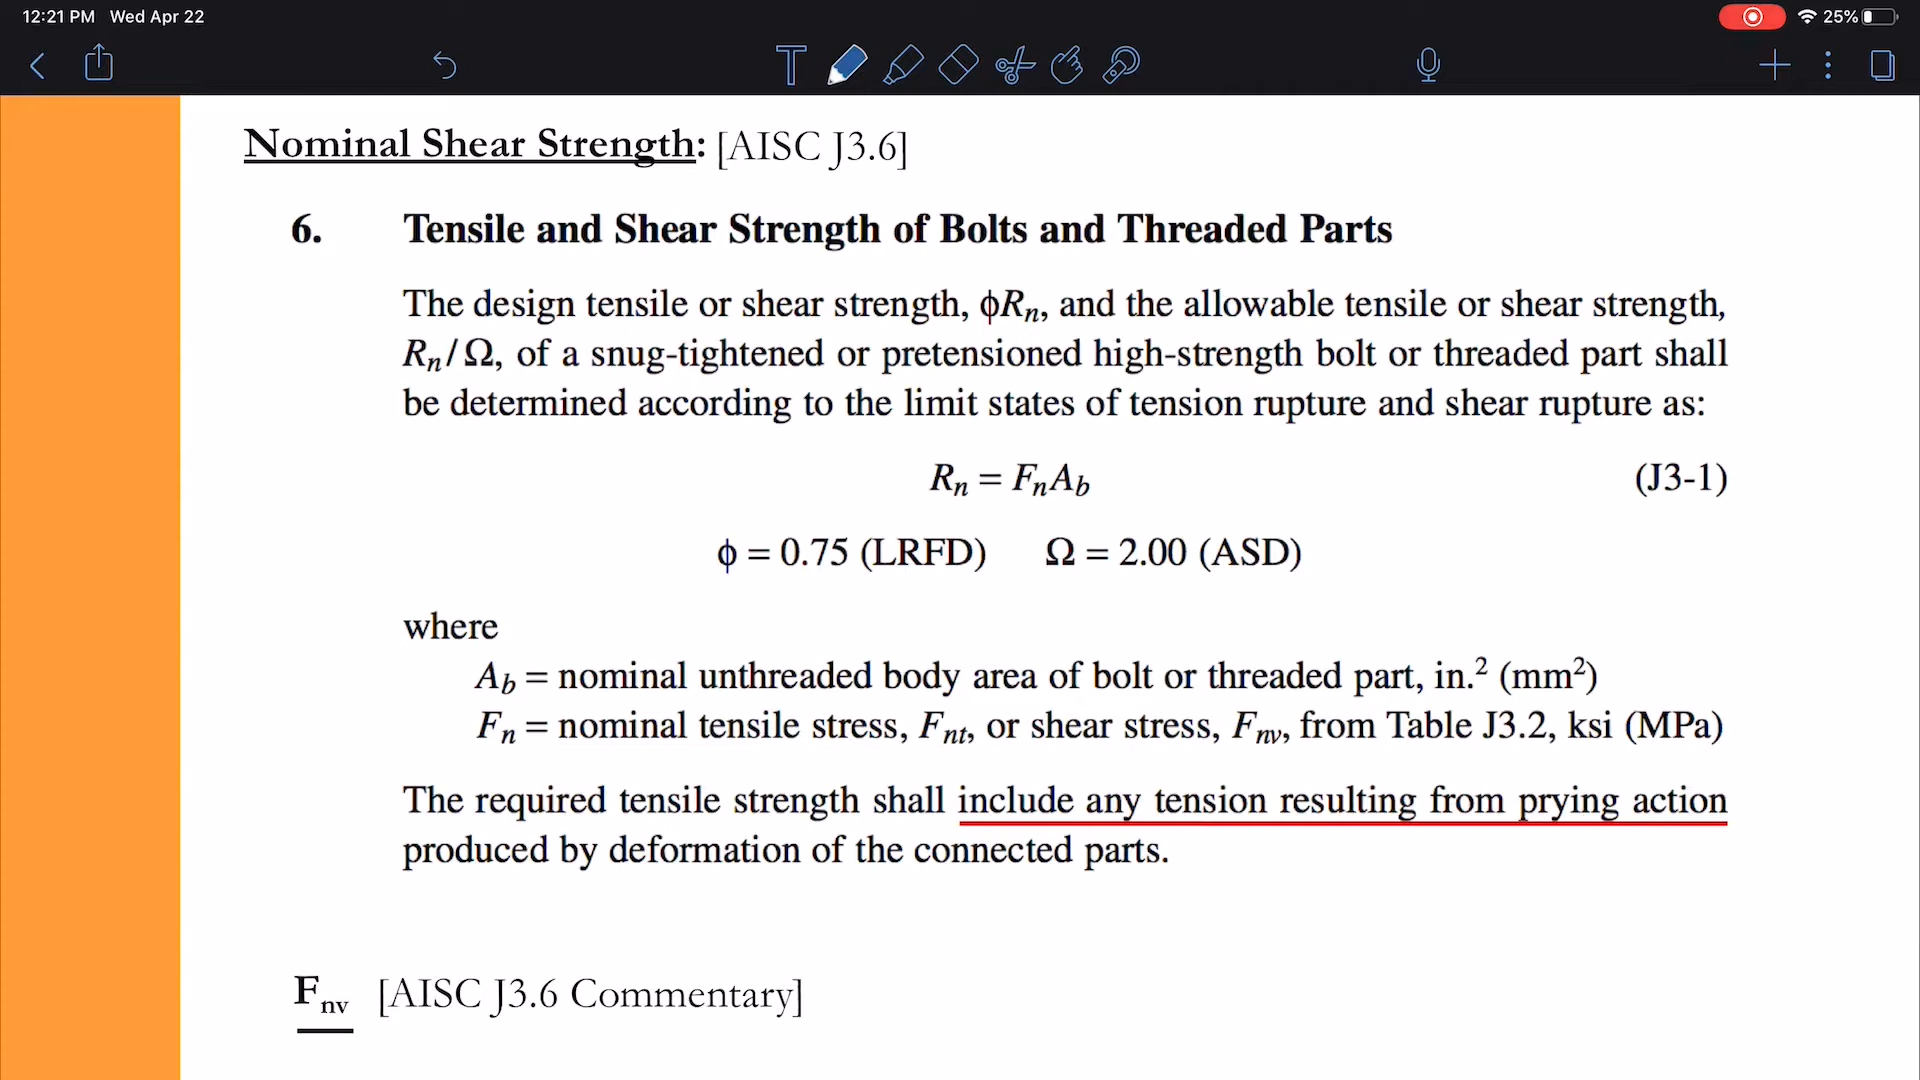 12:21 PM Wed Apr 22
25%
Nominal Shear Strength: [AISC J3.6]
6. Tensile and Shear Strength of Bolts and Threaded Parts
The design tensile or shear strength, ϕRn, and the allowable tensile or shear strength,
Rn/Ω, of a snug-tightened or pretensioned high-strength bolt or threaded part shall
be determined according to the limit states of tension rupture and shear rupture as:
Rn = FnAb (J3-1)
ϕ = 0.75 (LRFD) Ω = 2.00 (ASD)
where
Ab = nominal unthreaded body area of bolt or threaded part, in.² (mm²)
Fn = nominal tensile stress, Fnt, or shear stress, Fnv, from Table J3.2, ksi (MPa)
The required tensile strength shall include any tension resulting from prying action
produced by deformation of the connected parts.
Fnv [AISC J3.6 Commentary]